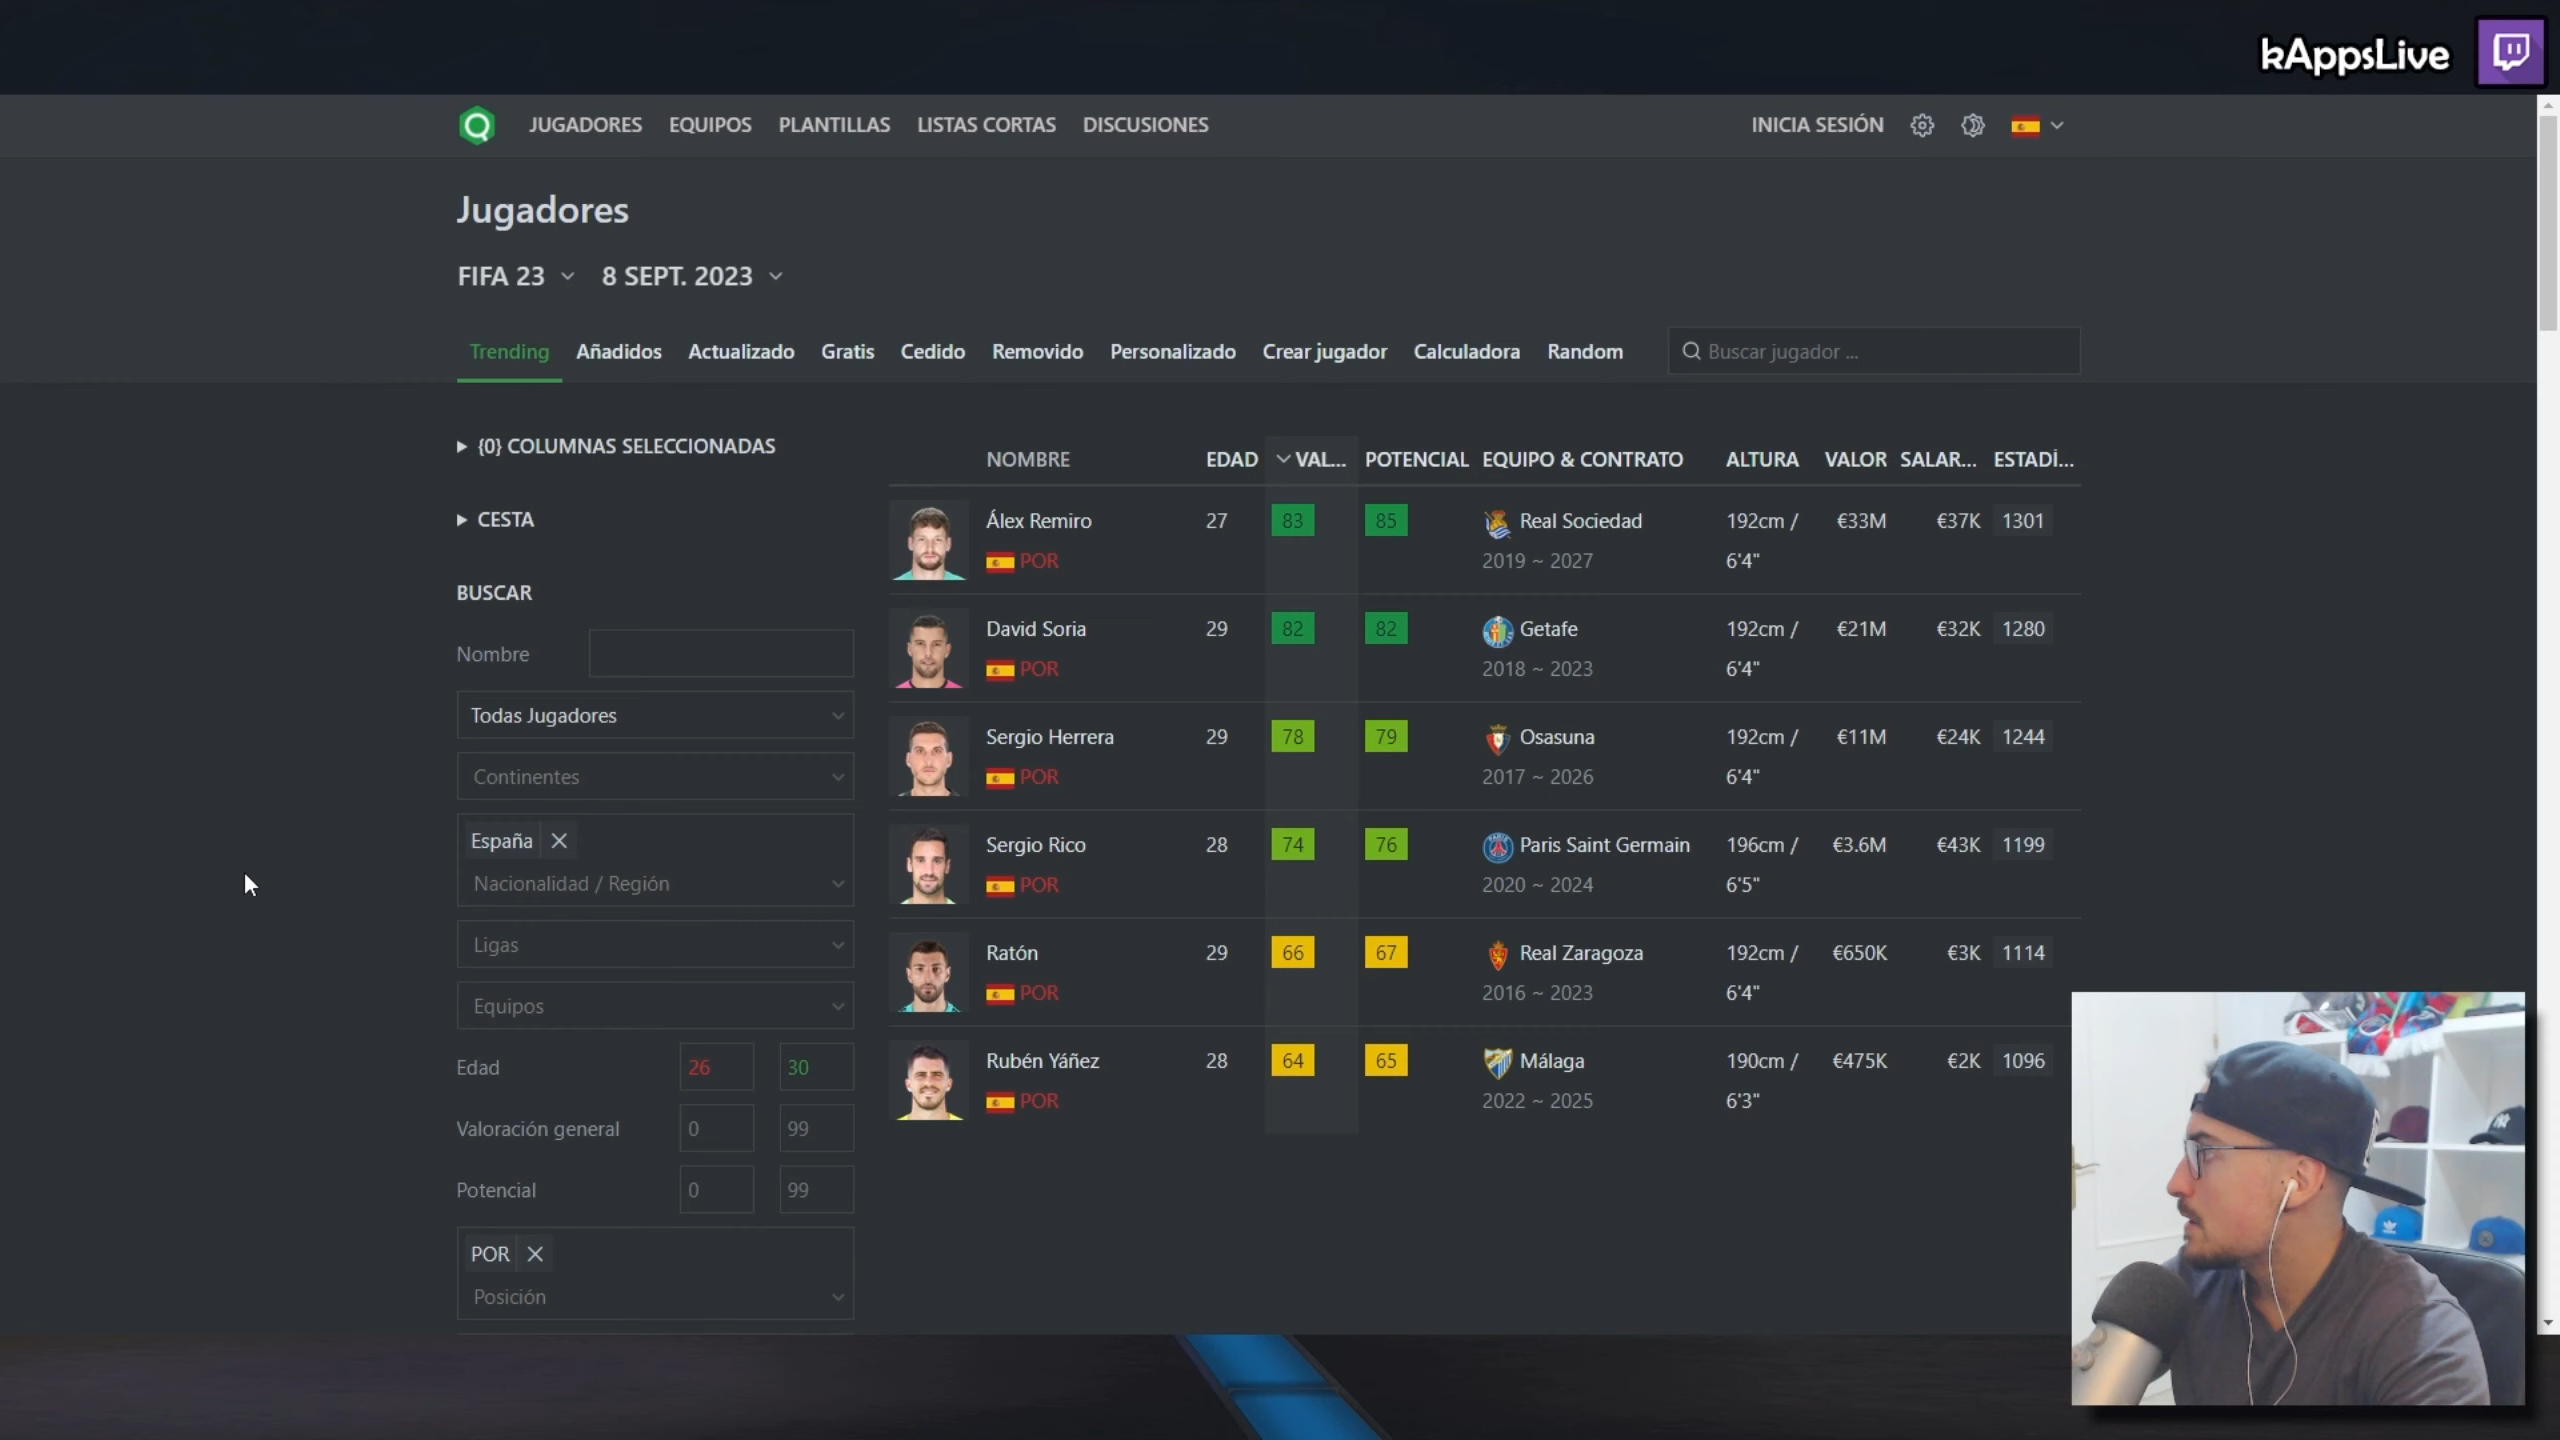 kAppsLive
JUGADORES EQUIPOS PLANTILLAS LISTAS CORTAS DISCUSIONES INICIA SESIÓN
Jugadores
FIFA 23 8 SEPT. 2023
Trending Añadidos Actualizado Gratis Cedido Removido Personalizado Crear jugador Calculadora Random Buscar jugador ...
{0} COLUMNAS SELECCIONADAS
CESTA
BUSCAR
Nombre
Todas Jugadores
Continentes
España
Nacionalidad / Región
Ligas
Equipos
Edad 26 30
Valoración general 0 99
Potencial 0 99
POR
Posición
NOMBRE EDAD VAL... POTENCIAL EQUIPO & CONTRATO ALTURA VALOR SALAR... ESTADÍ...
Álex Remiro 27 83 85 Real Sociedad 192cm / €33M €37K 1301
POR 2019 ~ 2027 6'4"
David Soria 29 82 82 Getafe 192cm / €21M €32K 1280
POR 2018 ~ 2023 6'4"
Sergio Herrera 29 78 79 Osasuna 192cm / €11M €24K 1244
POR 2017 ~ 2026 6'4"
Sergio Rico 28 74 76 Paris Saint Germain 196cm / €3.6M €43K 1199
POR 2020 ~ 2024 6'5"
Ratón 29 66 67 Real Zaragoza 192cm / €650K €3K 1114
POR 2016 ~ 2023 6'4"
Rubén Yáñez 28 64 65 Málaga 190cm / €475K €2K 1096
POR 2022 ~ 2025 6'3"